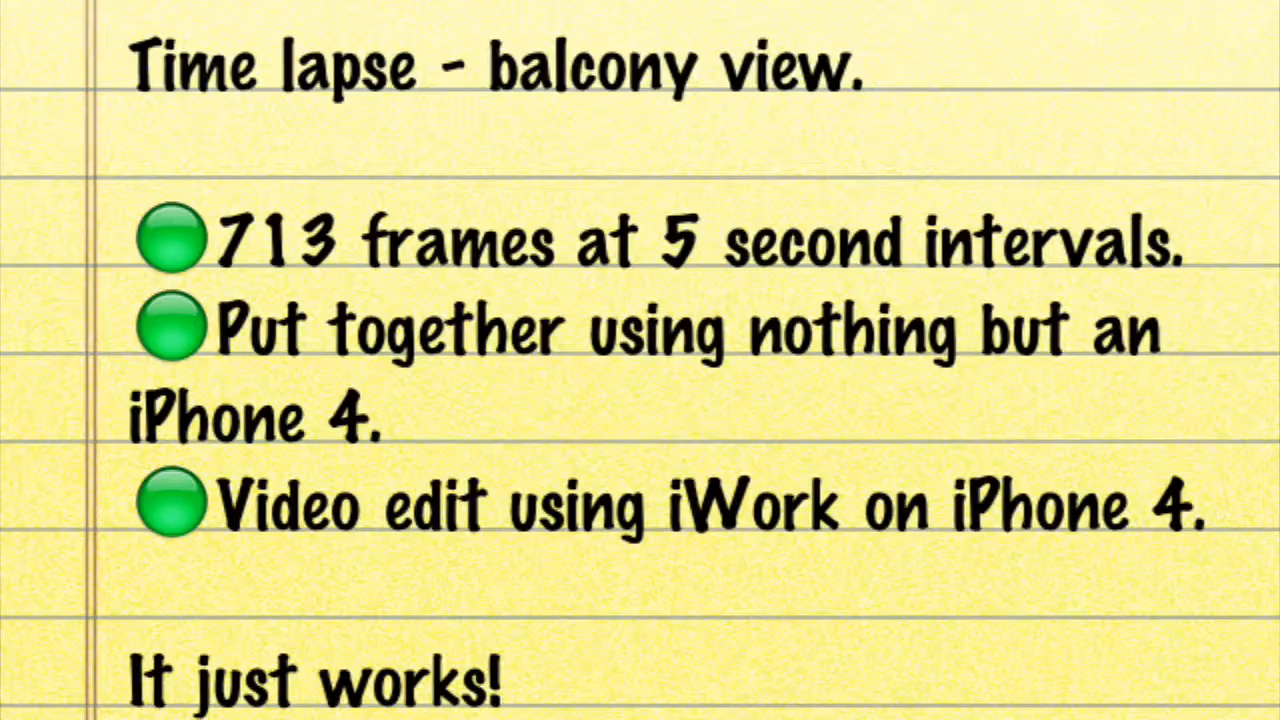 Time lapse - balcony view.
🟢713 frames at 5 second intervals.
🟢Put together using nothing but an
iPhone 4.
🟢Video edit using iWork on iPhone 4.
It just works!